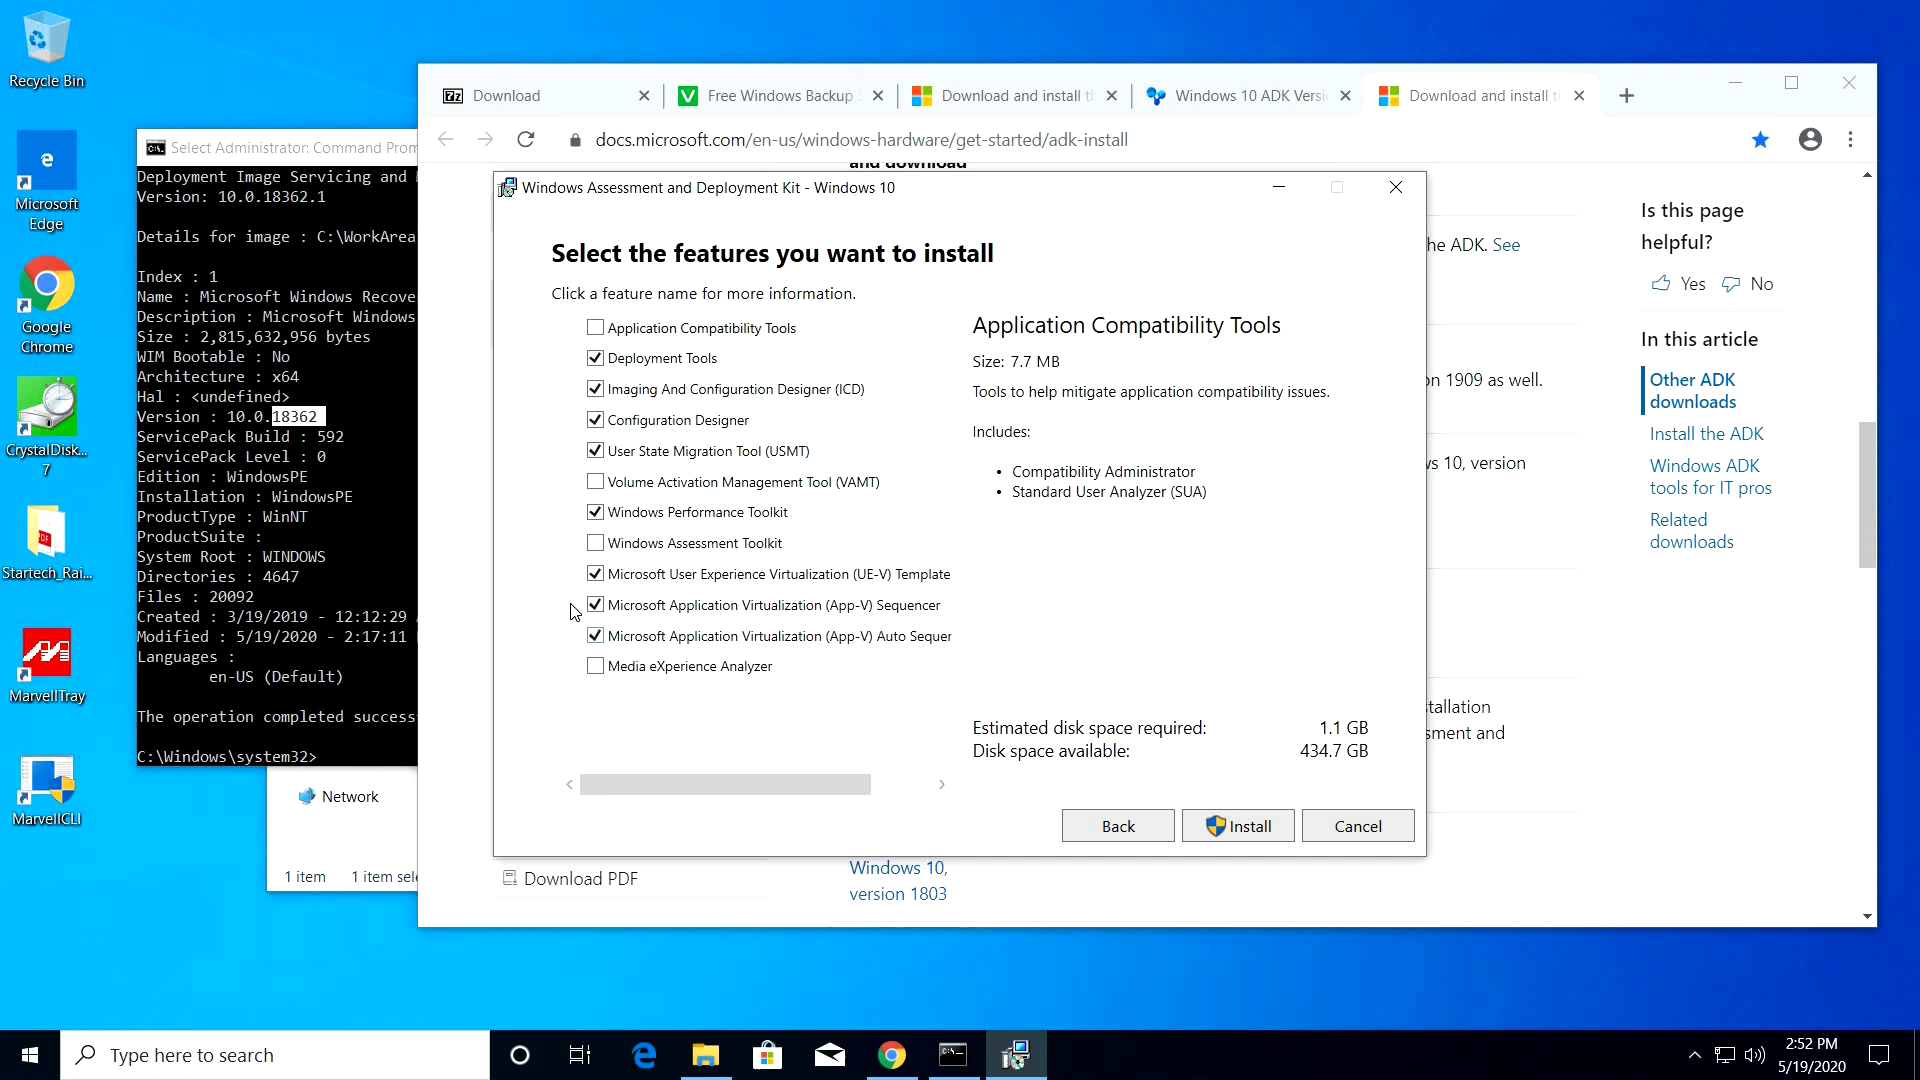 Recycle Bin
Microsoft
Edge
Google
Chrome
CrystalDisk...
7
Startech_Rai...
MarvellTray
MarvellCLI
Select Administrator: Command Prom
Deployment Image Servicing and
Version: 10.0.18362.1
Details for image : C:\WorkArea
Index : 1
Name : Microsoft Windows Recove
Description : Microsoft Windows
Size : 2,815,632,956 bytes
WIM Bootable : No
Architecture : x64
Hal : <undefined>
Version : 10.0.18362
ServicePack Build : 592
ServicePack Level : 0
Edition : WindowsPE
Installation : WindowsPE
ProductType : WinNT
ProductSuite :
System Root : WINDOWS
Directories : 4647
Files : 20092
Created : 3/19/2019 - 12:12:29
Modified : 5/19/2020 - 2:17:11
Languages :
en-US (Default)
The operation completed success
C:\Windows\system32>
Network
1 item 1 item sele
7z Download
V Free Windows Backup S
Download and install th
Windows 10 ADK Versi
Download and install t
docs.microsoft.com/en-us/windows-hardware/get-started/adk-install
and download
Windows Assessment and Deployment Kit - Windows 10
Select the features you want to install
Click a feature name for more information.
Application Compatibility Tools
Deployment Tools
Imaging And Configuration Designer (ICD)
Configuration Designer
User State Migration Tool (USMT)
Volume Activation Management Tool (VAMT)
Windows Performance Toolkit
Windows Assessment Toolkit
Microsoft User Experience Virtualization (UE-V) Template
Microsoft Application Virtualization (App-V) Sequencer
Microsoft Application Virtualization (App-V) Auto Sequer
Media eXperience Analyzer
Application Compatibility Tools
Size: 7.7 MB
Tools to help mitigate application compatibility issues.
Includes:
• Compatibility Administrator
• Standard User Analyzer (SUA)
Estimated disk space required: 1.1 GB
Disk space available: 434.7 GB
Back Install Cancel
he ADK. See
on 1909 as well.
ws 10, version
stallation
sment and
Download PDF
Windows 10,
version 1803
Is this page
helpful?
Yes No
In this article
Other ADK
downloads
Install the ADK
Windows ADK
tools for IT pros
Related
downloads
Type here to search
2:52 PM
5/19/2020